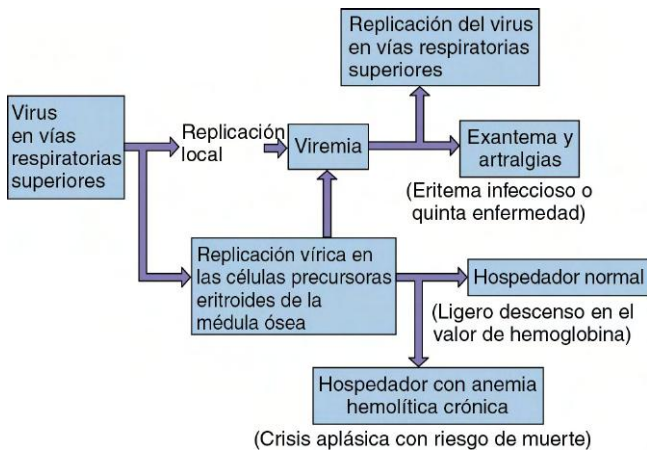 Virus
en vías
respiratorias
superiores
Replicación
local
Viremia
Replicación del virus
en vías respiratorias
superiores
Exantema y
artralgias
(Eritema infeccioso o
quinta enfermedad)
Replicación vírica en
las células precursoras
eritroides de la
médula ósea
Hospedador normal
(Ligero descenso en el
valor de hemoglobina)
Hospedador con anemia
hemolítica crónica
(Crisis aplásica con riesgo de muerte)